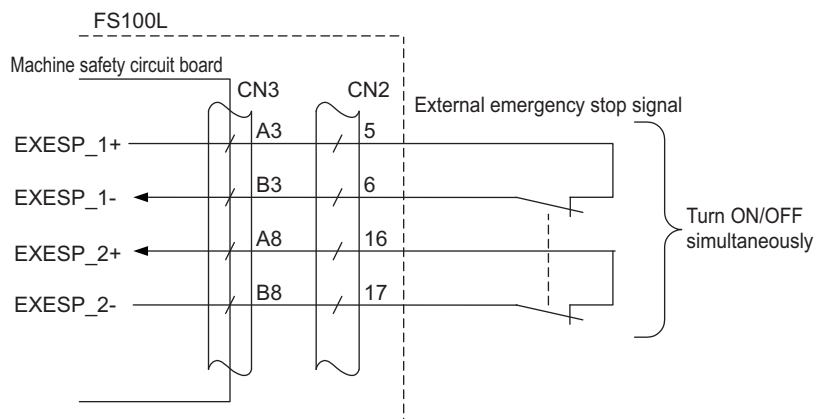 FS100L
Machine safety circuit board
CN3
CN2
External emergency stop signal
EXESP_1+
A3
5
EXESP_1-
B3
6
Turn ON/OFF
simultaneously
EXESP_2+
A8
16
EXESP_2-
B8
17